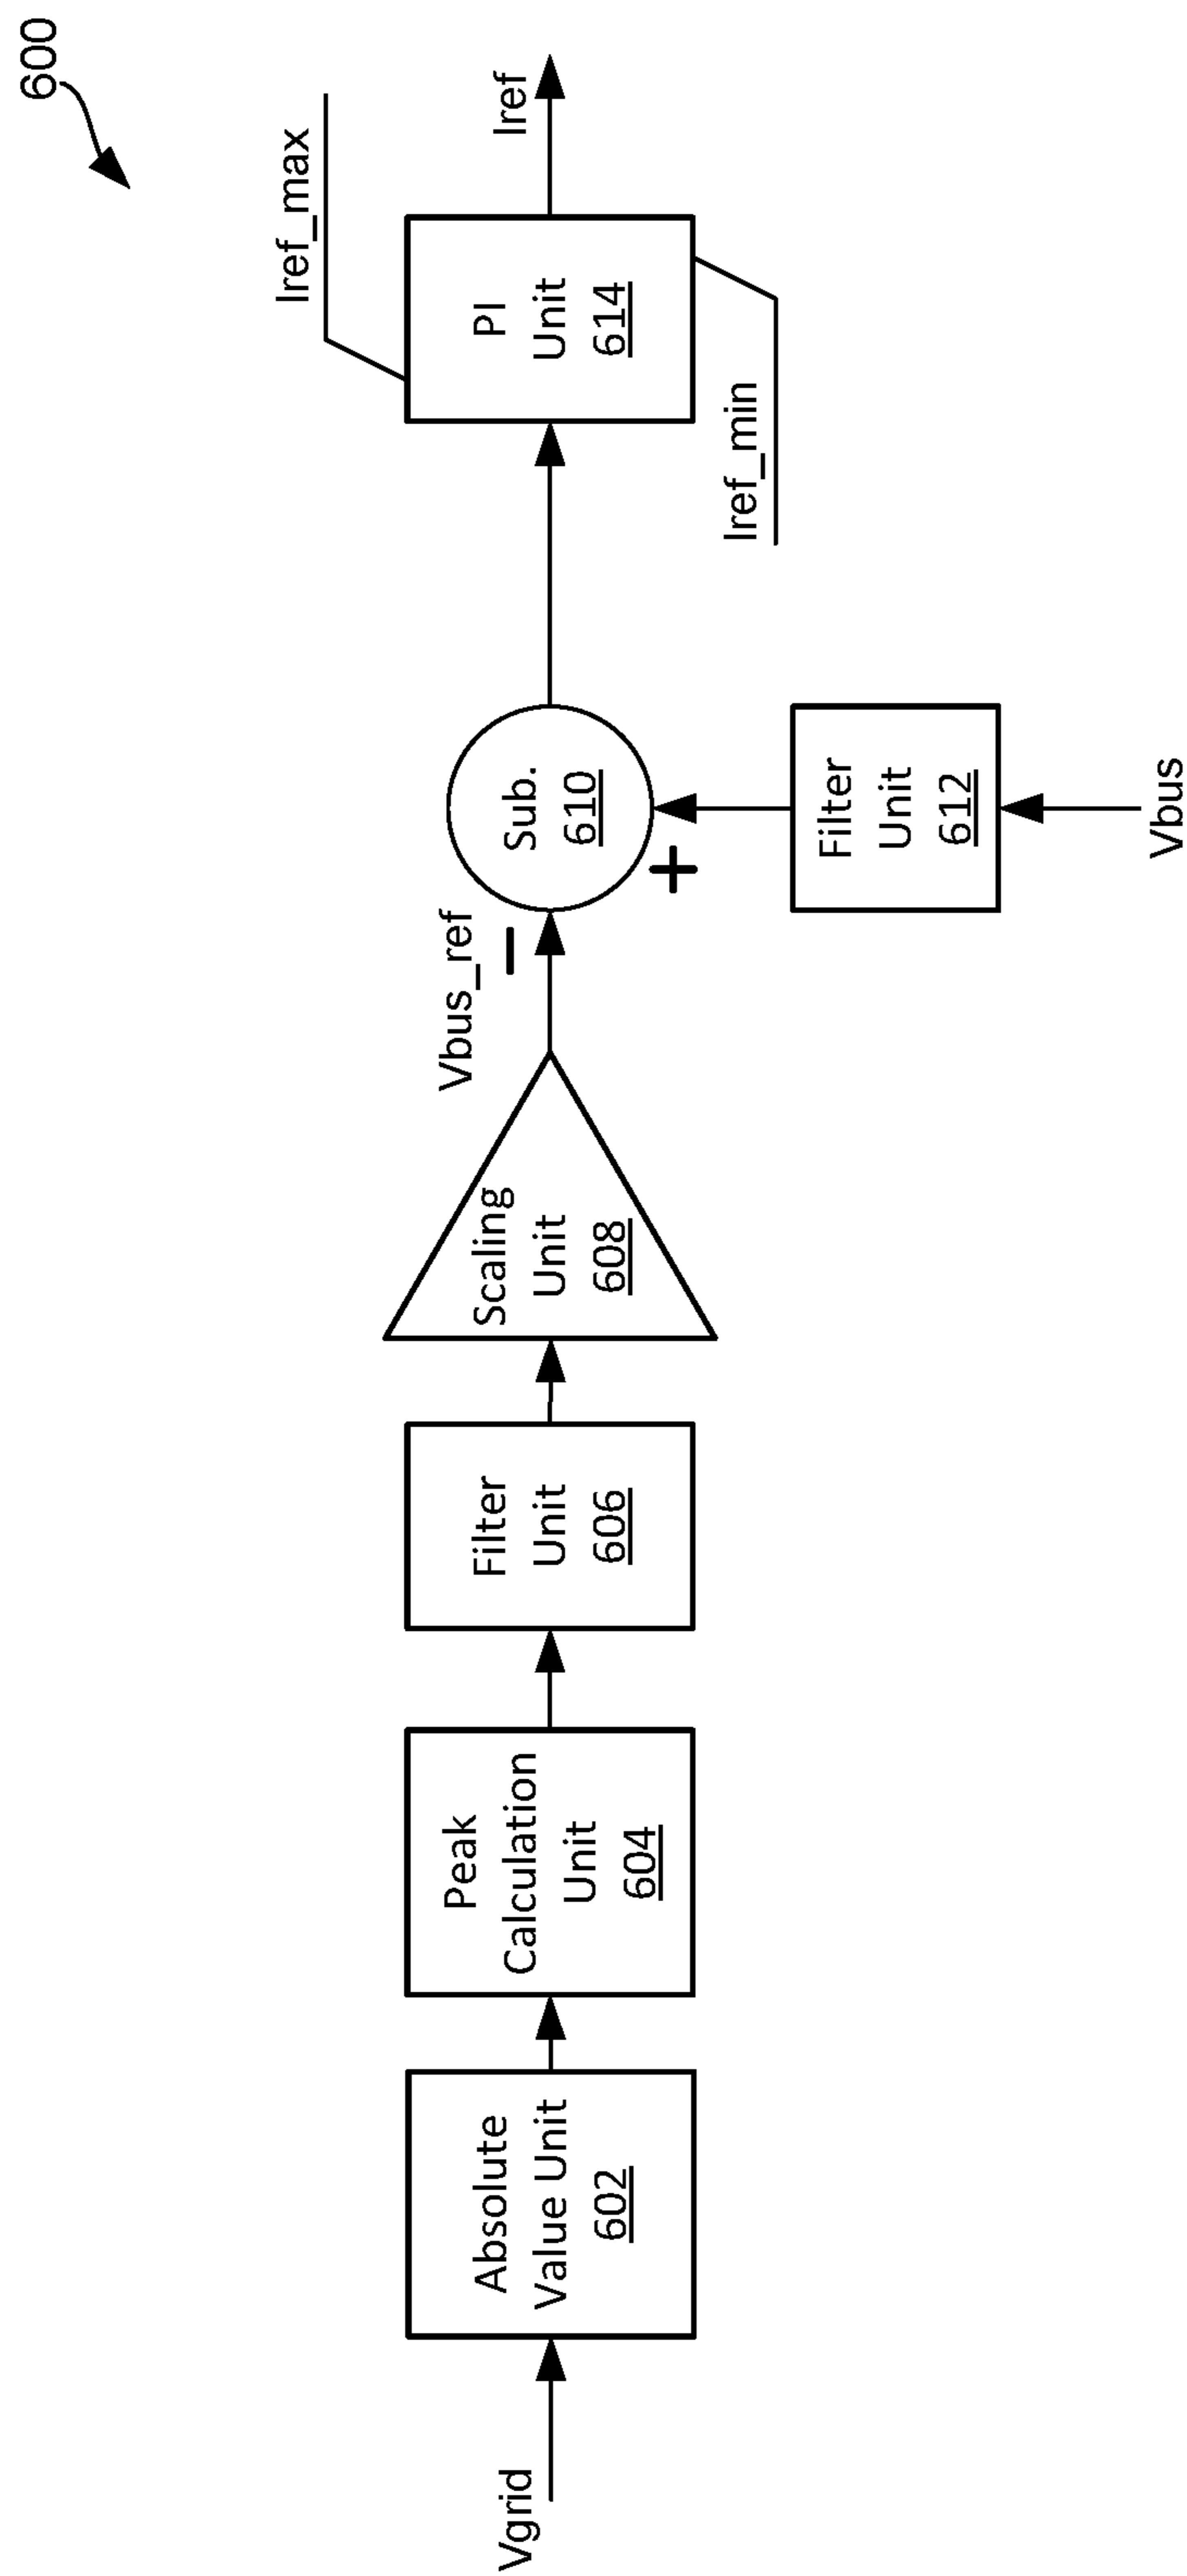 600
Vgrid
Absolute
Value Unit
602
Peak
Calculation
Unit
604
Filter
Unit
606
Scaling
Unit
608
Vbus_ref
−
+
Sub.
610
Filter
Unit
612
Vbus
Iref_max
PI
Unit
614
Iref_min
Iref